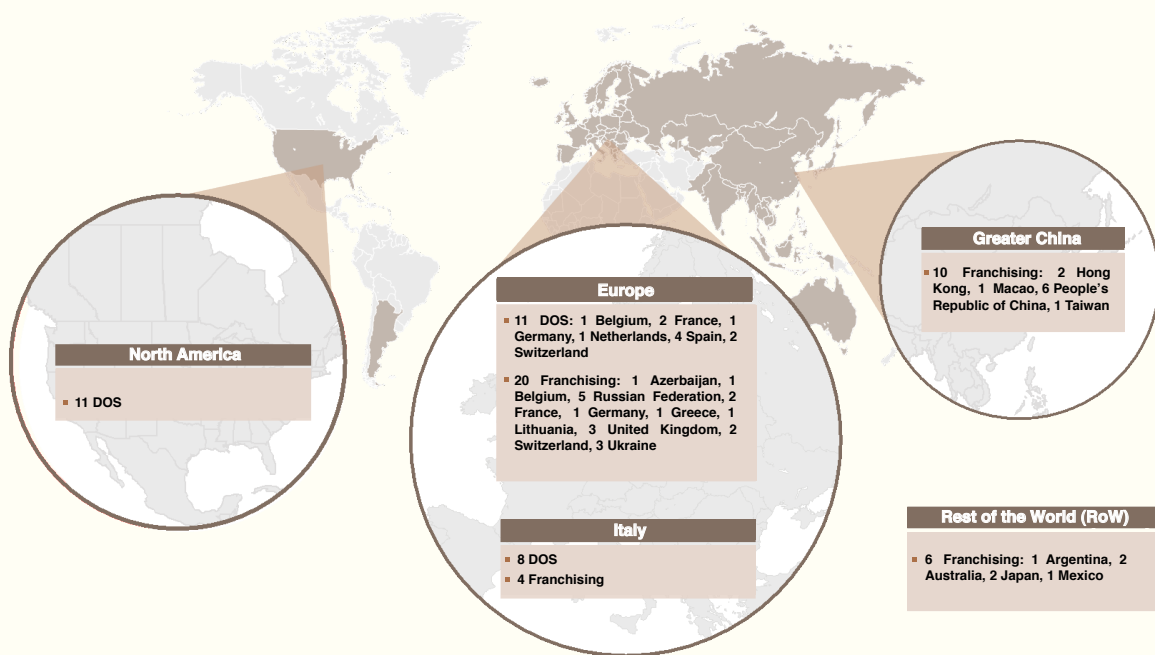 North America
▪ 11 DOS
Europe
▪ 11 DOS: 1 Belgium, 2 France, 1
Germany, 1 Netherlands, 4 Spain, 2
Switzerland
▪ 20 Franchising: 1 Azerbaijan, 1
Belgium, 5 Russian Federation, 2
France, 1 Germany, 1 Greece, 1
Lithuania, 3 United Kingdom, 2
Switzerland, 3 Ukraine
Italy
▪ 8 DOS
▪ 4 Franchising
Greater China
▪ 10 Franchising: 2 Hong
Kong, 1 Macao, 6 People's
Republic of China, 1 Taiwan
Rest of the World (RoW)
▪ 6 Franchising: 1 Argentina, 2
Australia, 2 Japan, 1 Mexico